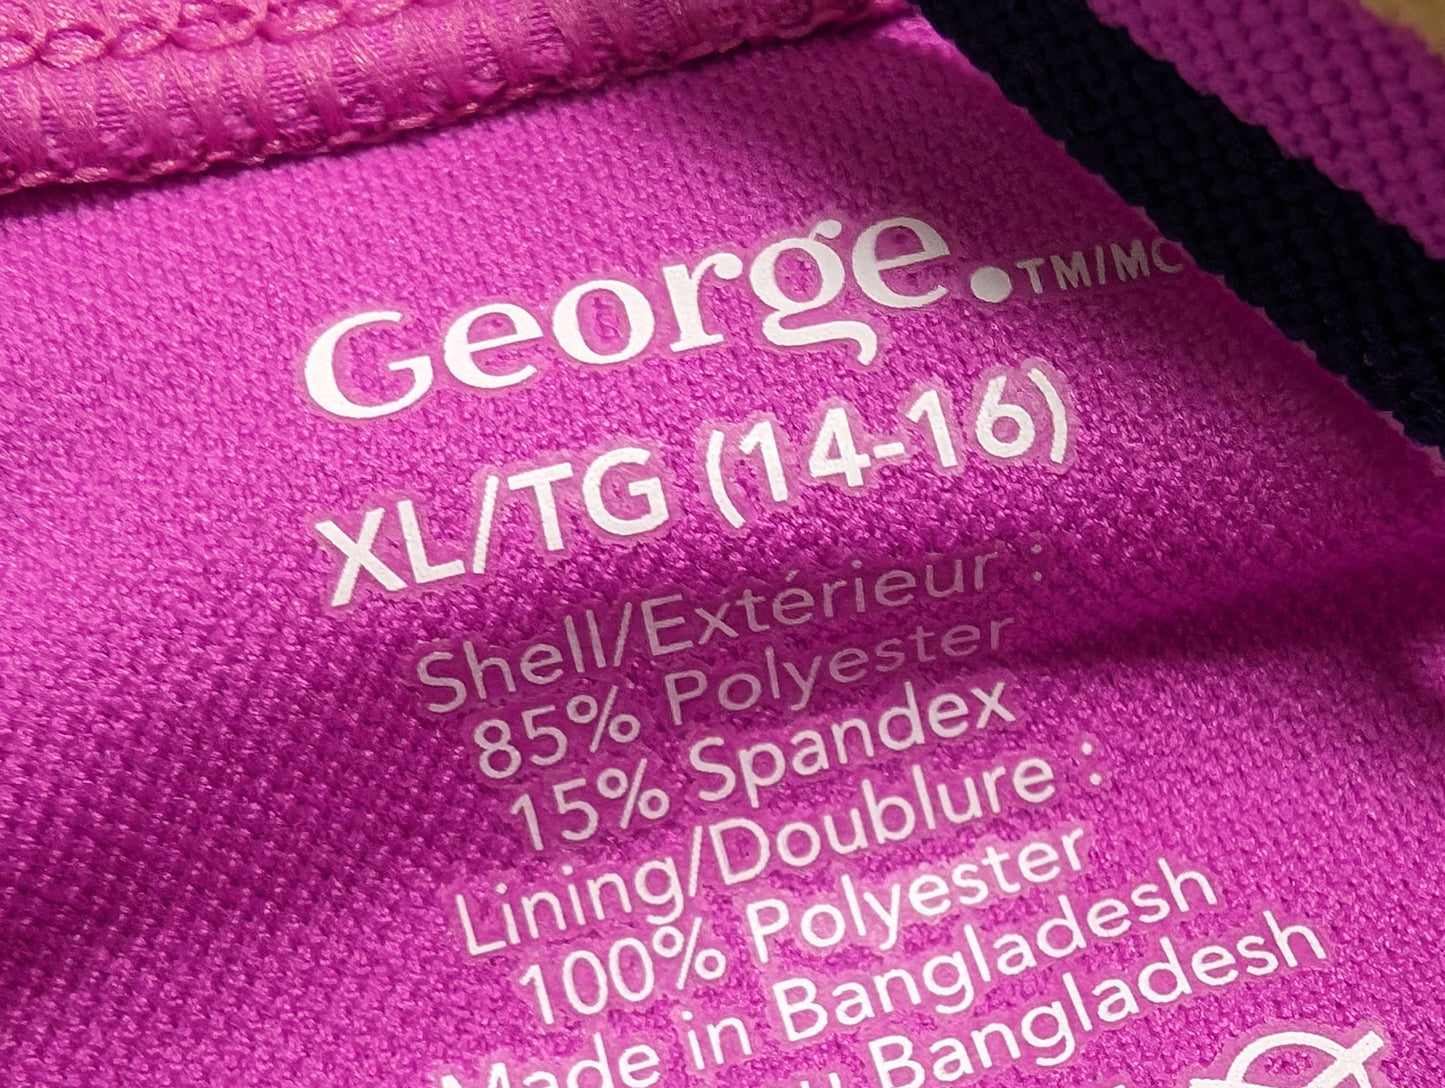 George.TM/MC
XL/TG (14-16)
Shell/Extérieur :
85% Polyester
15% Spandex
Lining/Doublure :
100% Polyester
Made in Bangladesh
Bangladesh